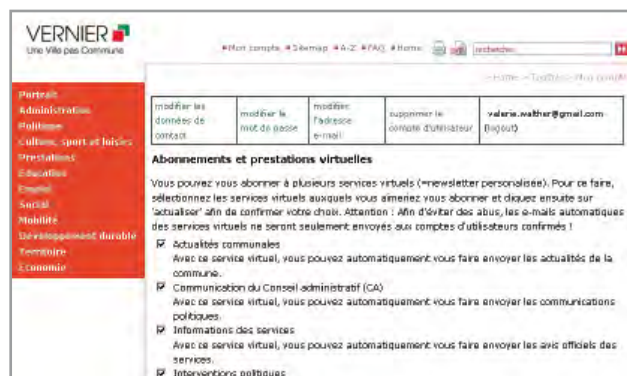 VERNIER
Une Ville pas Commune
Mon compte Sitemap A-Z FAQ Home rechercher
Portrait
Administration
Politique
Culture, sport et loisirs
Prestations
Education
Emploi
Social
Mobilité
Développement durable
Territoire
Economie
modifier les données de contact
modifier le mot de passe
modifier l'adresse e-mail
supprimer le compte d'utilisateur
valerie.walther@gmail.com (logout)
Abonnements et prestations virtuelles
Vous pouvez vous abonner à plusieurs services virtuels (=newsletter personalisée). Pour ce faire,
sélectionnez les services virtuels auxquels vous aimeriez vous abonner et cliquez ensuite sur
'actualiser' afin de confirmer votre choix. Attention : Afin d'éviter des abus, les e-mails automatiques
des services virtuels ne seront seulement envoyés aux comptes d'utilisateurs confirmés !
Actualités communales
Avec ce service virtuel, vous pouvez automatiquement vous faire envoyer les actualités de la
commune.
Communication du Conseil administratif (CA)
Avec ce service virtuel, vous pouvez automatiquement vous faire envoyer les communications
politiques.
Informations des services
Avec ce service virtuel, vous pouvez automatiquement vous faire envoyer les avis officiels des
services.
Interventions politiques